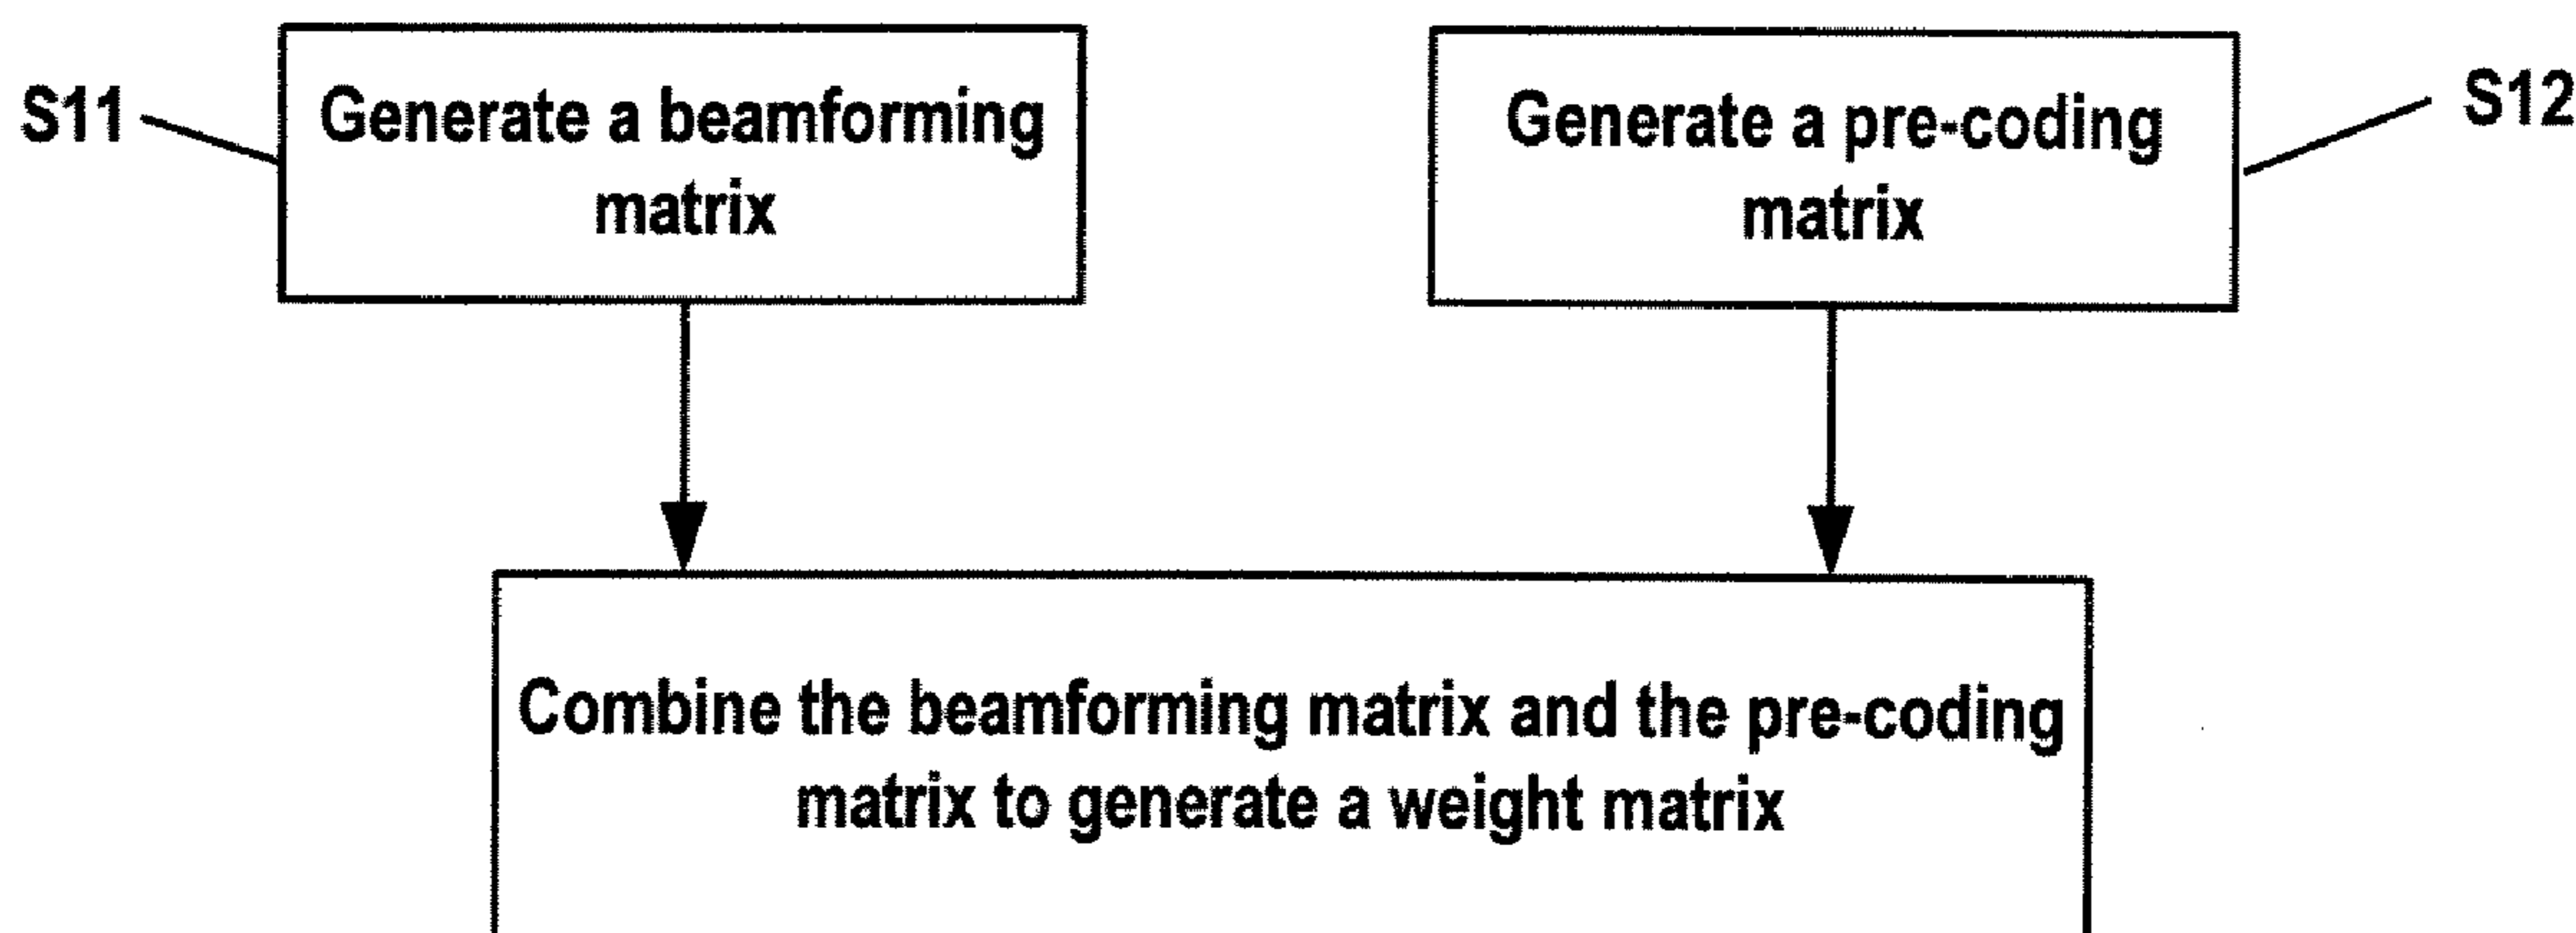 S11
Generate a beamforming
matrix
Generate a pre-coding
matrix
S12
Combine the beamforming matrix and the pre-coding
matrix to generate a weight matrix